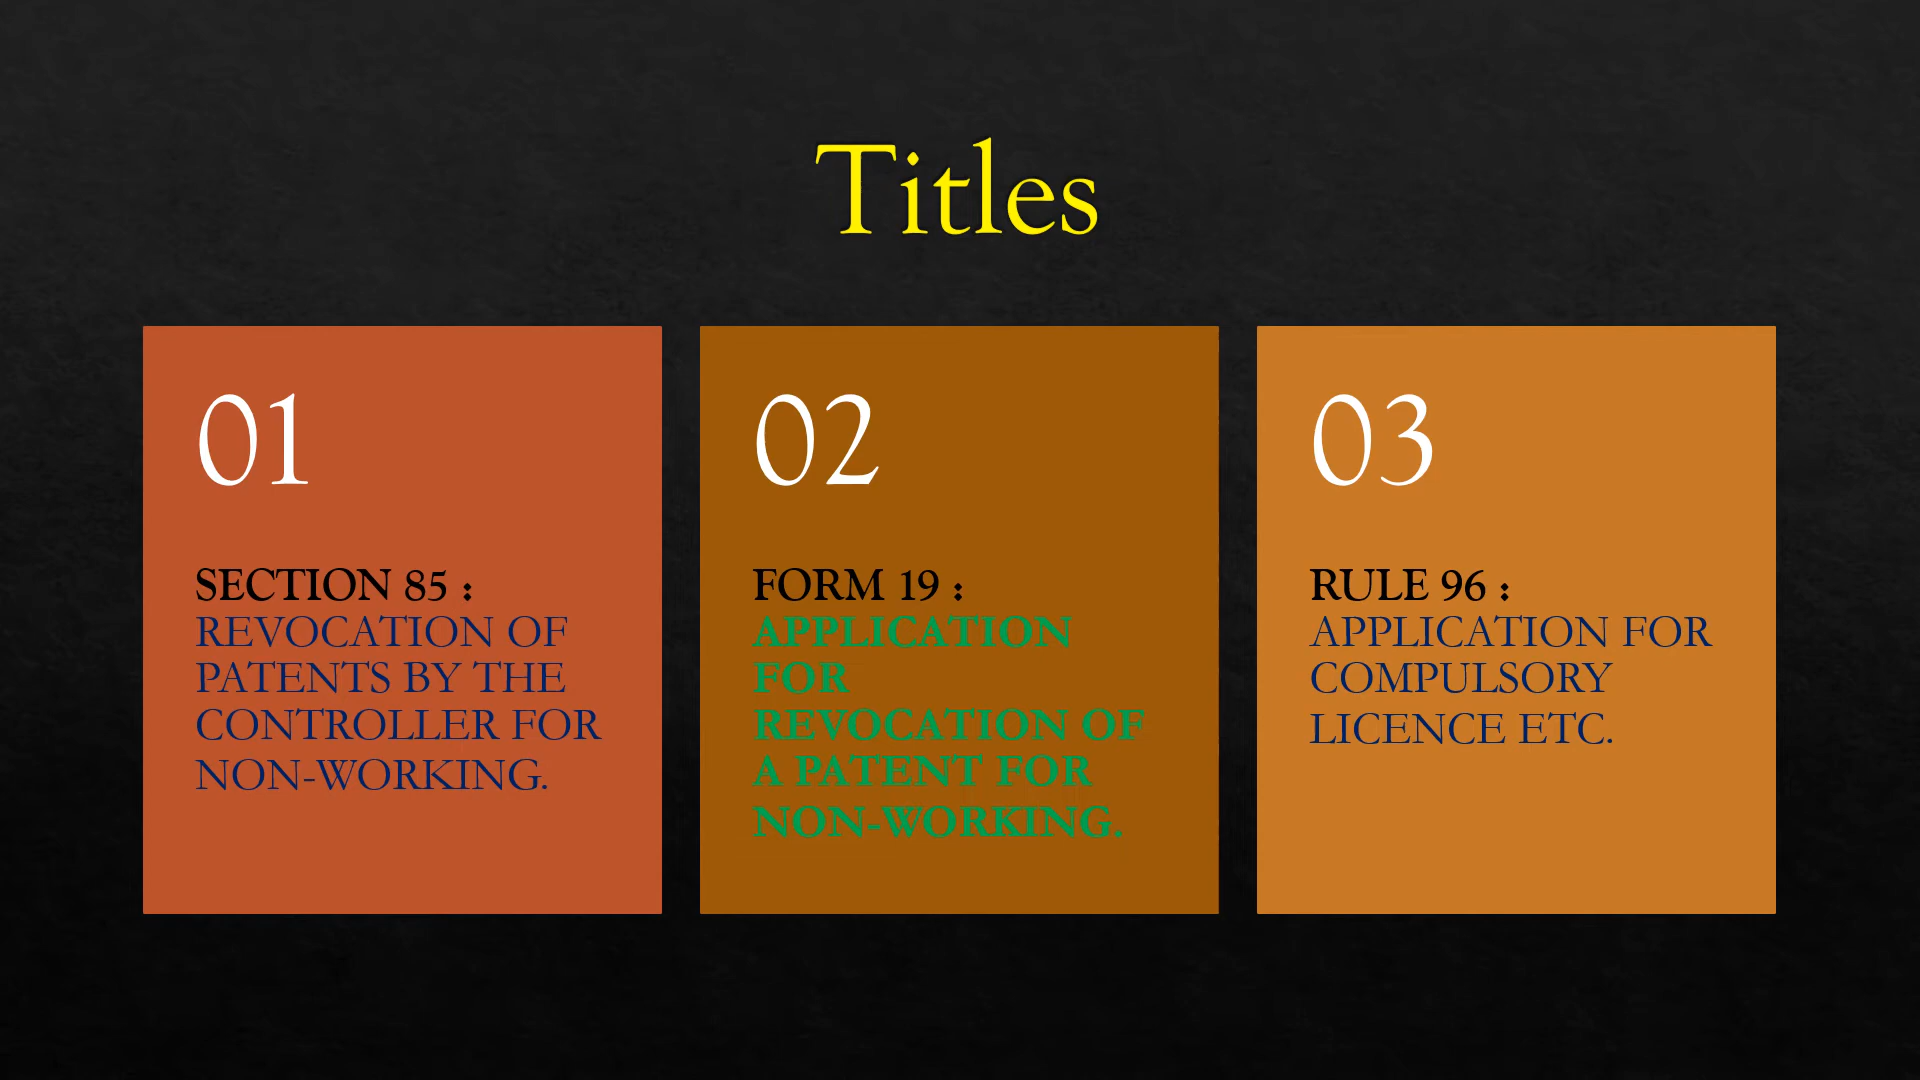 Titles
01
SECTION 85 :
REVOCATION OF
PATENTS BY THE
CONTROLLER FOR
NON-WORKING.
02
FORM 19 :
APPLICATION
FOR
REVOCATION OF
A PATENT FOR
NON-WORKING.
03
RULE 96 :
APPLICATION FOR
COMPULSORY
LICENCE ETC.